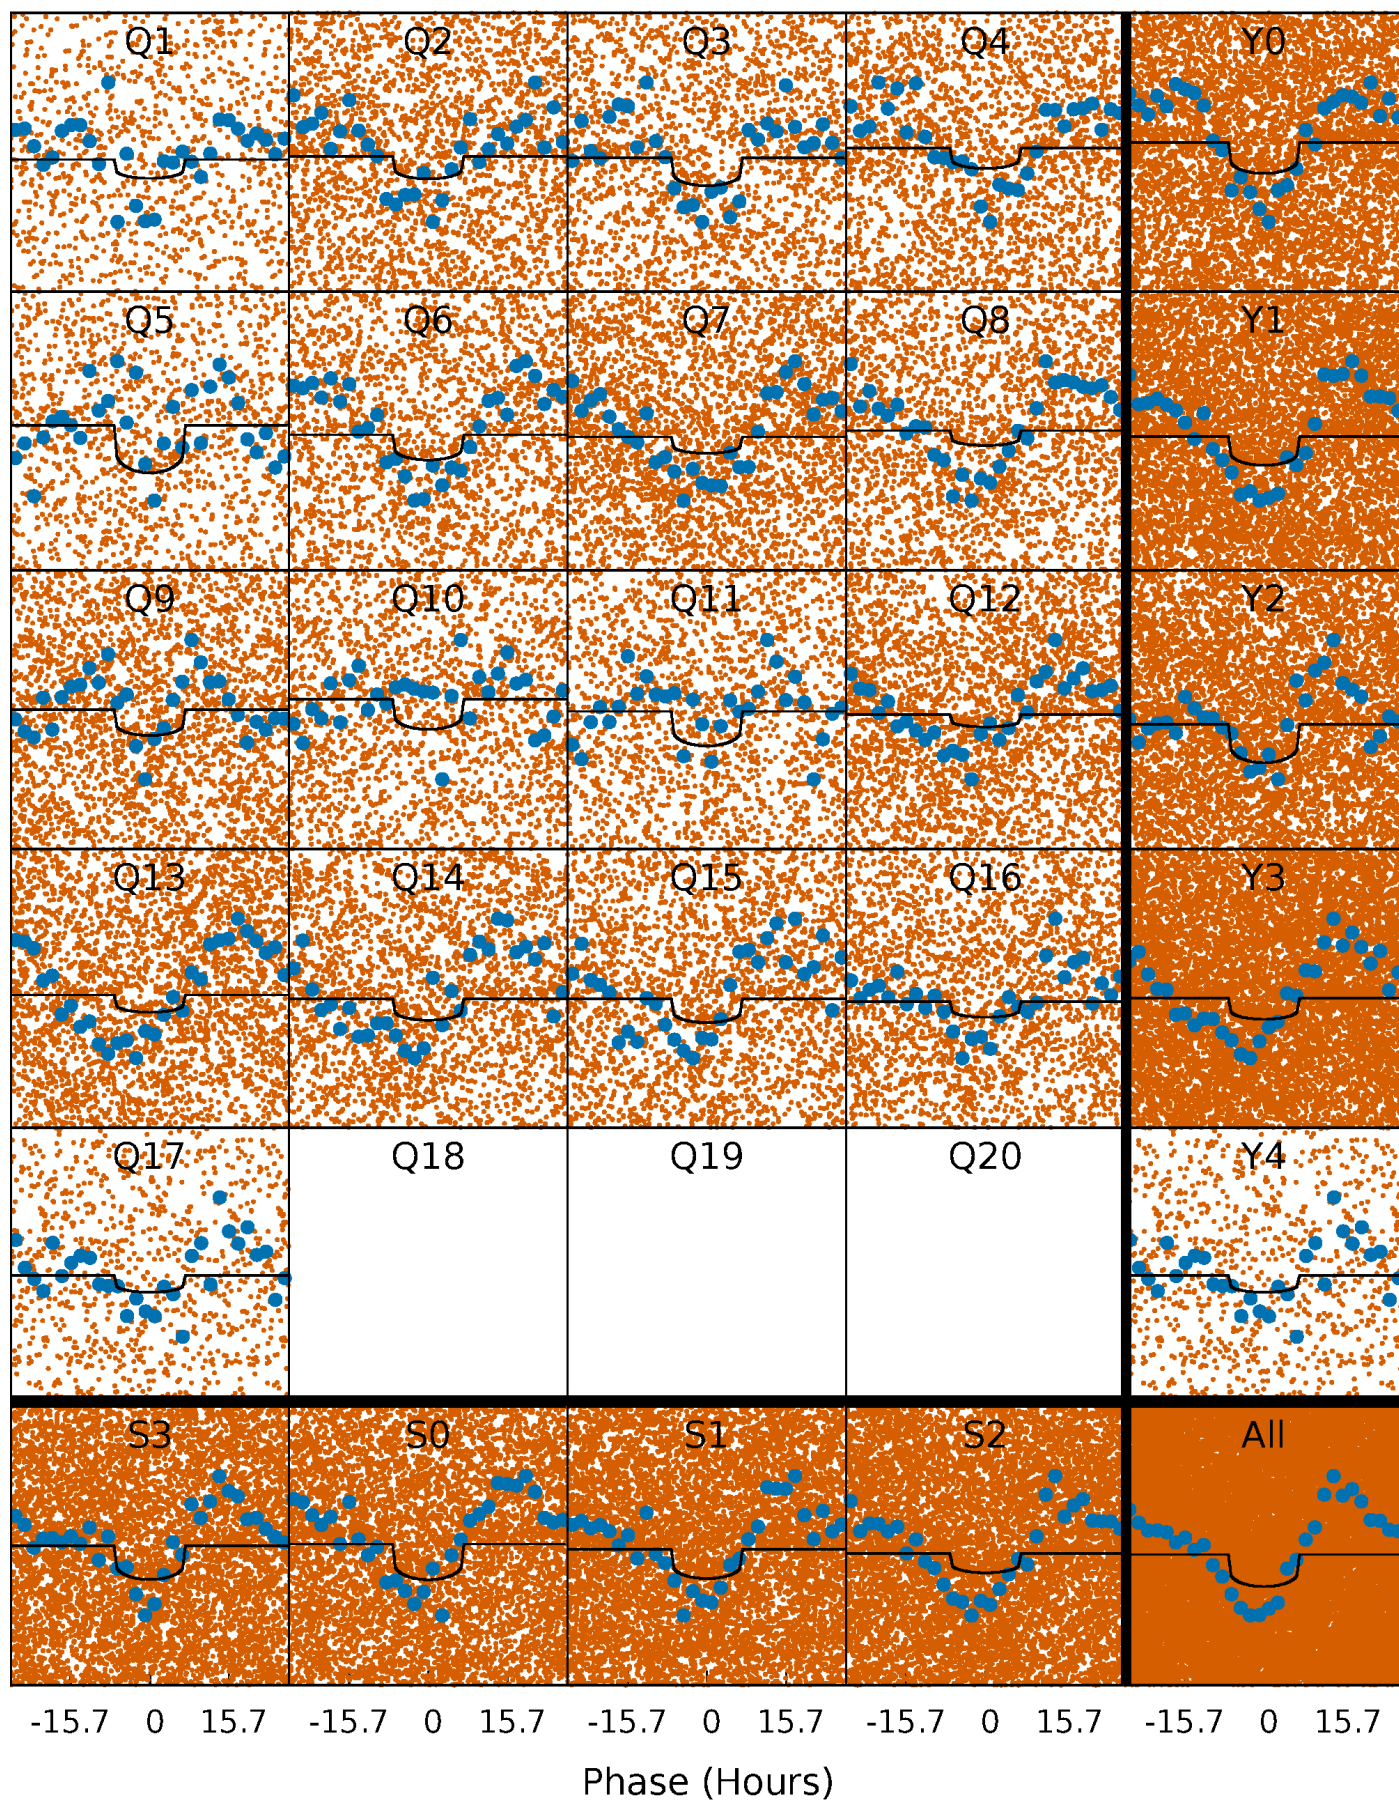 Q1 Q2 Q3 Q4 Y0
Q5 Q6 Q7 Q8 Y1
Q9 Q10 Q11 Q12 Y2
Q13 Q14 Q15 Q16 Y3
Q17 Q18 Q19 Q20 Y4
S3 S0 S1 S2 All
-15.7 0 15.7 -15.7 0 15.7 -15.7 0 15.7 -15.7 0 15.7 -15.7 0 15.7
Phase (Hours)